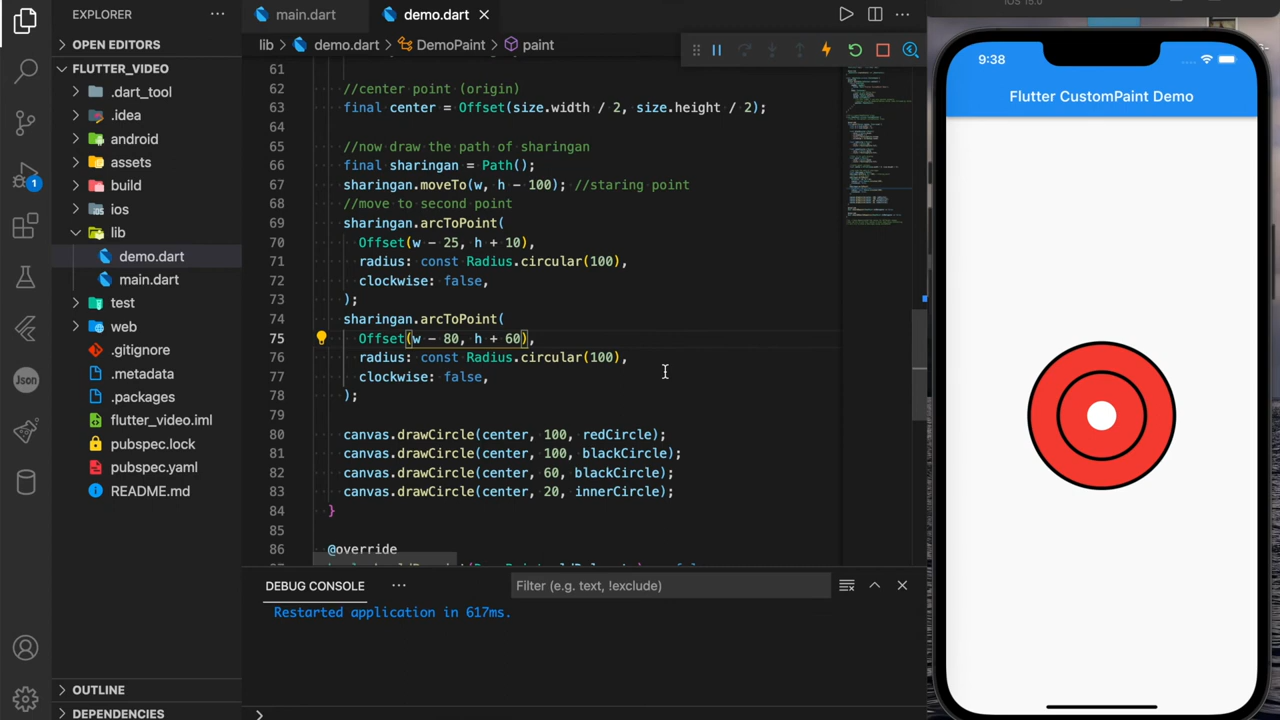 EXPLORER
OPEN EDITORS
FLUTTER_VIDEO
.dart_tool
.idea
android
assets
build
ios
lib
demo.dart
main.dart
test
web
.gitignore
.metadata
.packages
flutter_video.iml
pubspec.lock
pubspec.yaml
README.md
OUTLINE
DEPENDENCIES
1
Json
main.dart
demo.dart
lib > demo.dart > DemoPaint > paint
61
62 //center part (origin)
63 final center = Offset(size.width / 2, size.height / 2);
64
65 //now draw the path of sharingan
66 final sharingan = Path();
67 sharingan.moveTo(w, h - 100); //staring point
68 //move to second point
69 sharingan.arcToPoint(
70 Offset(w - 25, h + 10),
71 radius: const Radius.circular(100),
72 clockwise: false,
73 );
74 sharingan.arcToPoint(
75 Offset(w - 80, h + 60),
76 radius: const Radius.circular(100),
77 clockwise: false,
78 );
79
80 canvas.drawCircle(center, 100, redCircle);
81 canvas.drawCircle(center, 100, blackCircle);
82 canvas.drawCircle(center, 60, blackCircle);
83 canvas.drawCircle(center, 20, innerCircle);
84 }
85
86 @override
DEBUG CONSOLE
Filter (e.g. text, !exclude)
Restarted application in 617ms.
9:38
Flutter CustomPaint Demo